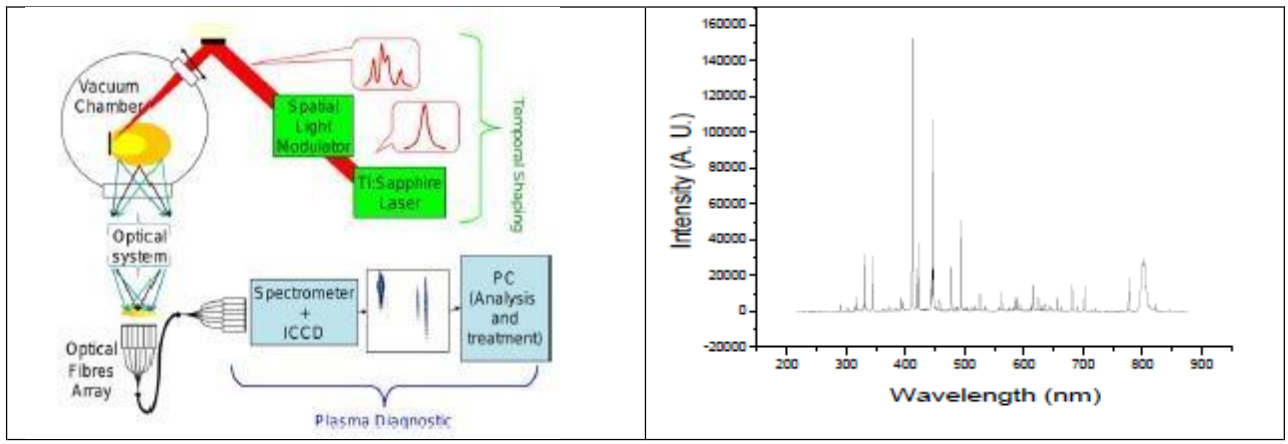 Vacuum
Chamber
Spatial
Light
Modulator
Ti:Sapphire
Laser
Temporal Shaping
Optical
system
Optical
Fibres
Array
Spectrometer
+
ICCD
PC
(Analysis
and
treatment)
Plasma Diagnostic
Intensity (A. U.)
160000
140000
120000
100000
80000
60000
40000
20000
0
-20000
200 300 400 500 600 700 800 900
Wavelength (nm)